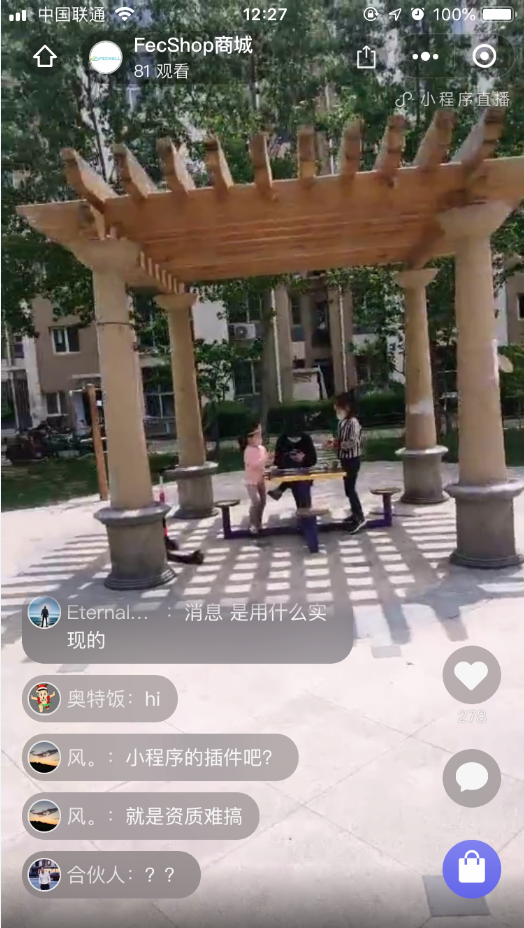 中国联通 12:27 100%
FecShop商城
81 观看
小程序直播
Eternal... : 消息 是用什么实
现的
奥特饭：hi
风。：小程序的插件吧？
278
风。：就是资质难搞
合伙人：？？